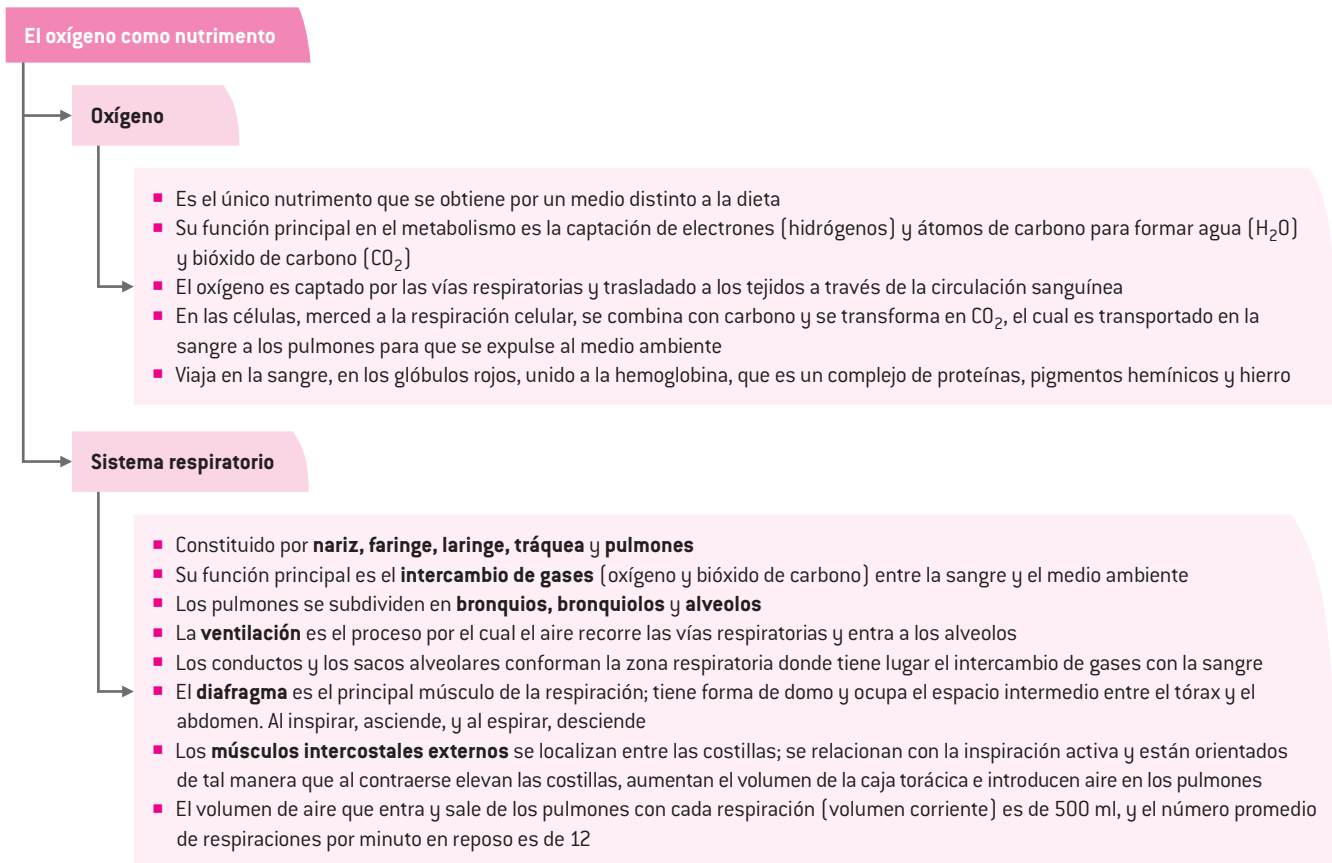 El oxígeno como nutrimento
Oxígeno
■ Es el único nutrimento que se obtiene por un medio distinto a la dieta
■ Su función principal en el metabolismo es la captación de electrones (hidrógenos) y átomos de carbono para formar agua (H₂O)
y bióxido de carbono (CO₂)
■ El oxígeno es captado por las vías respiratorias y trasladado a los tejidos a través de la circulación sanguínea
■ En las células, merced a la respiración celular, se combina con carbono y se transforma en CO₂, el cual es transportado en la
sangre a los pulmones para que se expulse al medio ambiente
■ Viaja en la sangre, en los glóbulos rojos, unido a la hemoglobina, que es un complejo de proteínas, pigmentos hemínicos y hierro
Sistema respiratorio
■ Constituido por nariz, faringe, laringe, tráquea y pulmones
■ Su función principal es el intercambio de gases (oxígeno y bióxido de carbono) entre la sangre y el medio ambiente
■ Los pulmones se subdividen en bronquios, bronquiolos y alveolos
■ La ventilación es el proceso por el cual el aire recorre las vías respiratorias y entra a los alveolos
■ Los conductos y los sacos alveolares conforman la zona respiratoria donde tiene lugar el intercambio de gases con la sangre
■ El diafragma es el principal músculo de la respiración; tiene forma de domo y ocupa el espacio intermedio entre el tórax y el
abdomen. Al inspirar, asciende, y al espirar, desciende
■ Los músculos intercostales externos se localizan entre las costillas; se relacionan con la inspiración activa y están orientados
de tal manera que al contraerse elevan las costillas, aumentan el volumen de la caja torácica e introducen aire en los pulmones
■ El volumen de aire que entra y sale de los pulmones con cada respiración (volumen corriente) es de 500 ml, y el número promedio
de respiraciones por minuto en reposo es de 12